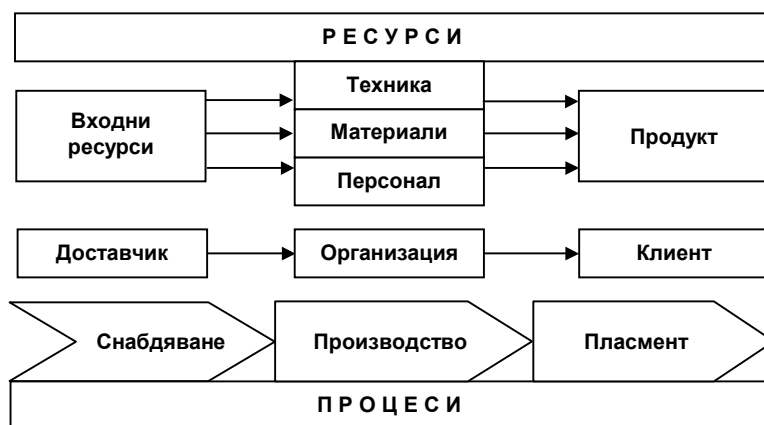 Р Е С У Р С И
Техника
Входни
ресурси
Материали
Продукт
Персонал
Доставчик
Организация
Клиент
Снабдяване
Производство
Пласмент
П Р О Ц Е С И